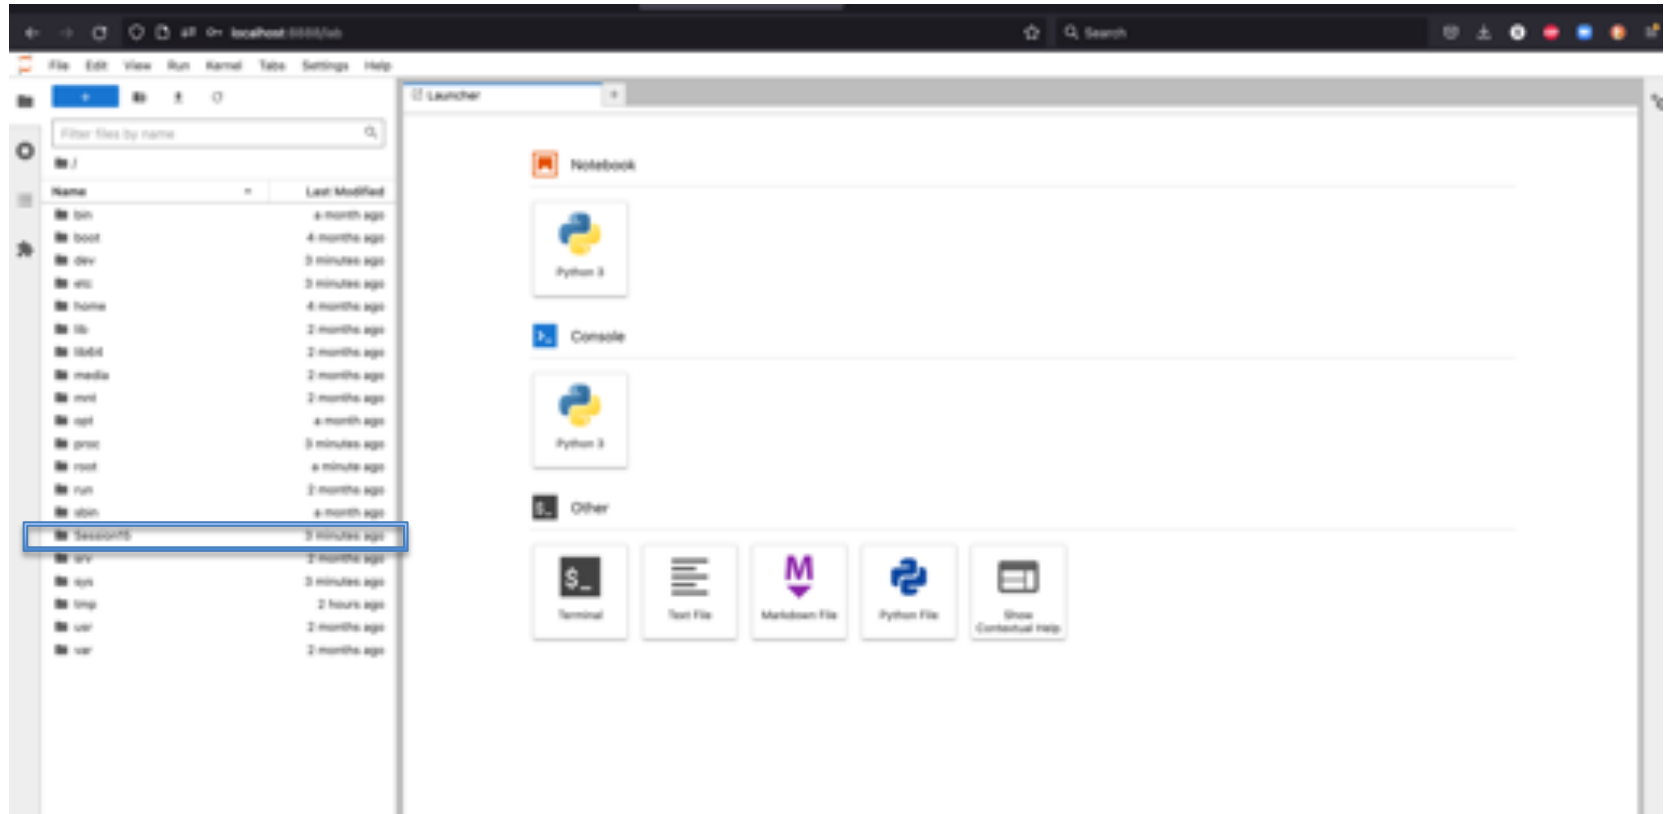 localhost:8888/lab
Search
File Edit View Run Kernel Tabs Settings Help
+
Launcher
+
Filter files by name
/
Name Last Modified
bin a month ago
boot 4 months ago
dev 3 minutes ago
etc 3 minutes ago
home 4 months ago
lib 2 months ago
lib64 2 months ago
media 2 months ago
mnt 2 months ago
opt a month ago
proc 3 minutes ago
root a minute ago
run 2 months ago
sbin a month ago
Session15 3 minutes ago
srv 2 months ago
sys 3 minutes ago
tmp 2 hours ago
usr 2 months ago
var 2 months ago
Notebook
Python 3
Console
Python 3
$_ Other
$_
M
Terminal
Text File
Markdown File
Python File
Show
Contextual Help